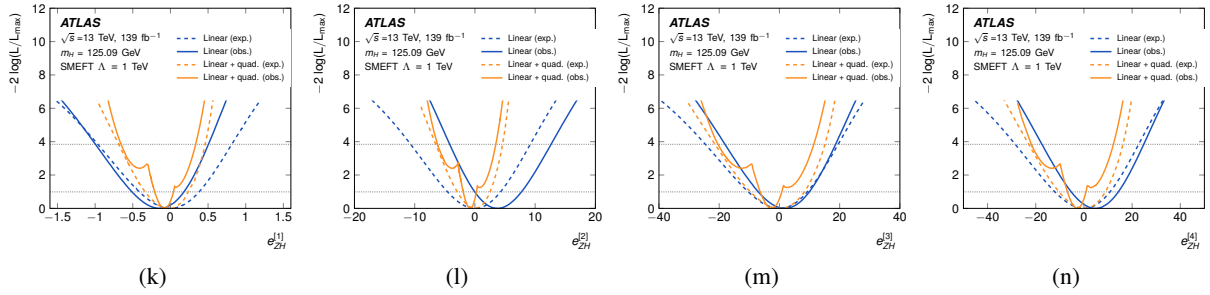 ATLAS
√s =13 TeV, 139 fb⁻¹
m_H = 125.09 GeV
SMEFT Λ = 1 TeV
Linear (exp.)
Linear (obs.)
Linear + quad. (exp.)
Linear + quad. (obs.)
−2 log(L/L_max)
12
10
8
6
4
2
0
−1.5 −1.0 −0.5 0.0 0.5 1.0 1.5
e_ZH^[1]
(k)
ATLAS
√s =13 TeV, 139 fb⁻¹
m_H = 125.09 GeV
SMEFT Λ = 1 TeV
Linear (exp.)
Linear (obs.)
Linear + quad. (exp.)
Linear + quad. (obs.)
−2 log(L/L_max)
12
10
8
6
4
2
0
−20 −10 0 10 20
e_ZH^[2]
(l)
ATLAS
√s =13 TeV, 139 fb⁻¹
m_H = 125.09 GeV
SMEFT Λ = 1 TeV
Linear (exp.)
Linear (obs.)
Linear + quad. (exp.)
Linear + quad. (obs.)
−2 log(L/L_max)
12
10
8
6
4
2
0
−40 −20 0 20 40
e_ZH^[3]
(m)
ATLAS
√s =13 TeV, 139 fb⁻¹
m_H = 125.09 GeV
SMEFT Λ = 1 TeV
Linear (exp.)
Linear (obs.)
Linear + quad. (exp.)
Linear + quad. (obs.)
−2 log(L/L_max)
12
10
8
6
4
2
0
−40 −20 0 20 40
e_ZH^[4]
(n)